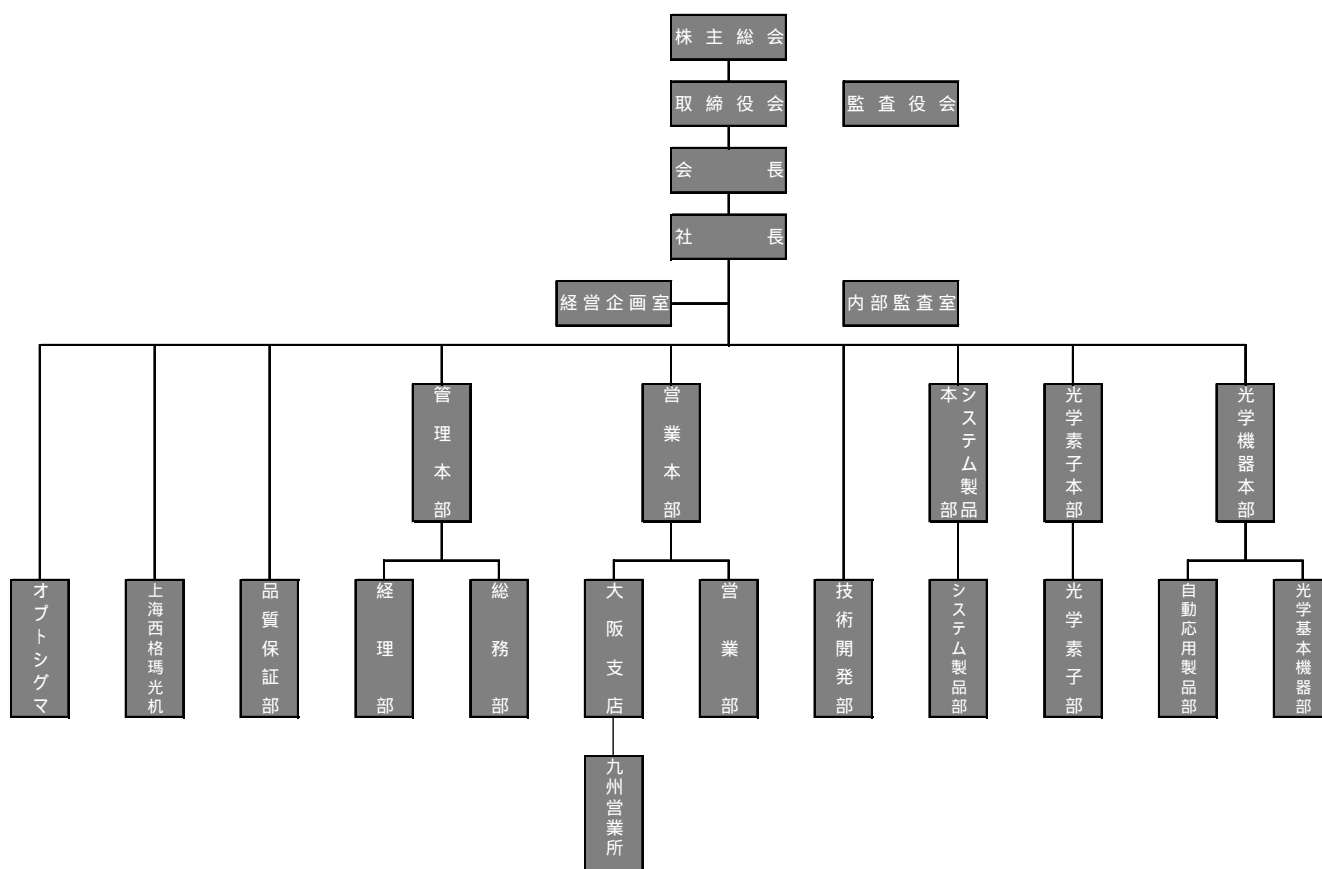 株主総会
取締役会
監査役会
会長
社長
経営企画室
内部監査室
管理本部
営業本部
システム製品
本部
光学素子本部
光学機器本部
オプトシグマ
上海西格瑪光机
品質保証部
経理部
総務部
大阪支店
営業部
技術開発部
システム製品部
光学素子部
自動応用製品部
光学基本機器部
九州営業所